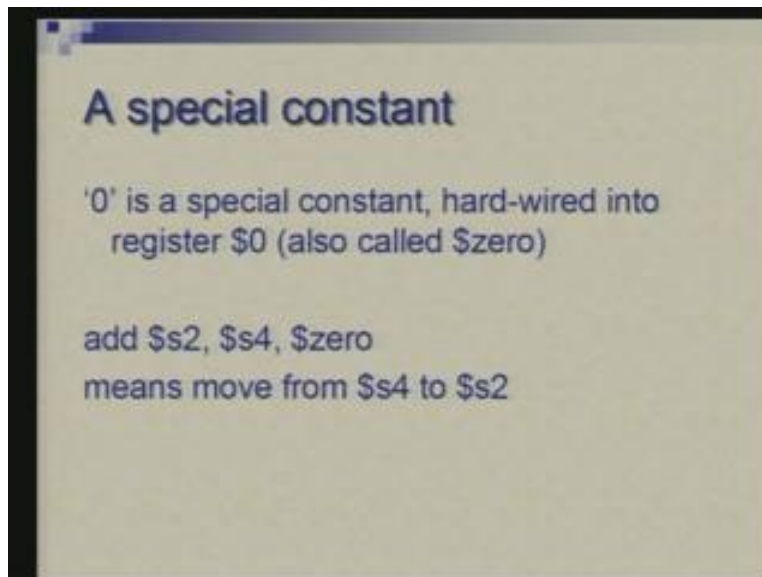 A special constant
‘0’ is a special constant, hard-wired into
register $0 (also called $zero)
add $s2, $s4, $zero
means move from $s4 to $s2